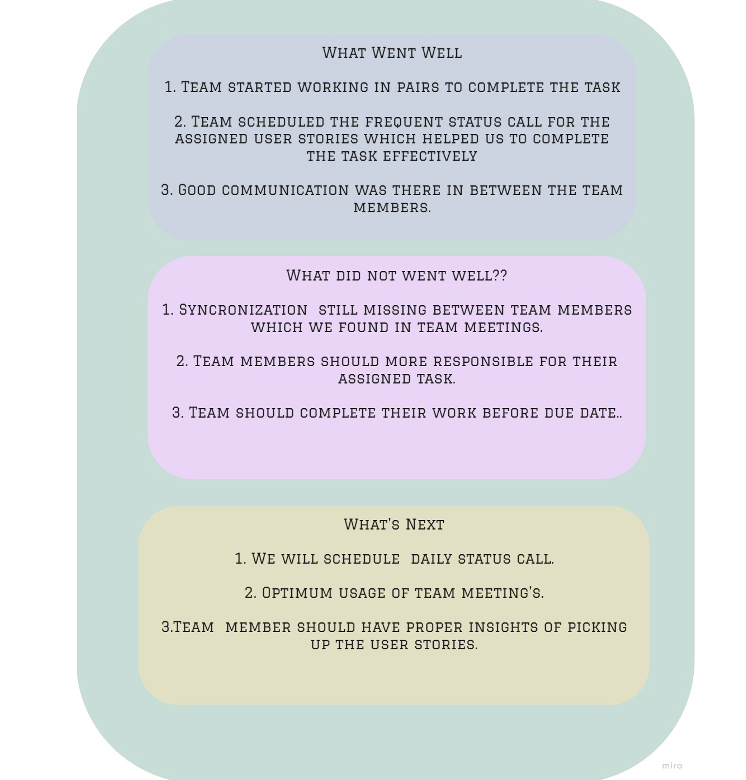 What Went Well
1. Team started working in pairs to complete the task
2. Team scheduled the frequent status call for the
assigned user stories which helped us to complete
the task effectively
3. Good communication was there in between the team
members.
What did not went well??
1. Syncronization still missing between team members
which we found in team meetings.
2. Team members should more responsible for their
assigned task.
3. Team should complete their work before due date..
What's Next
1. We will schedule daily status call.
2. Optimum usage of team meeting's.
3.Team member should have proper insights of picking
up the user stories.
miro